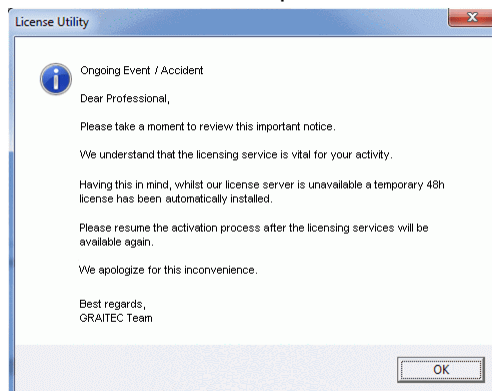 License Utility
Ongoing Event / Accident
Dear Professional,
Please take a moment to review this important notice.
We understand that the licensing service is vital for your activity.
Having this in mind, whilst our license server is unavailable a temporary 48h
license has been automatically installed.
Please resume the activation process after the licensing services will be
available again.
We apologize for this inconvenience.
Best regards,
GRAITEC Team
OK